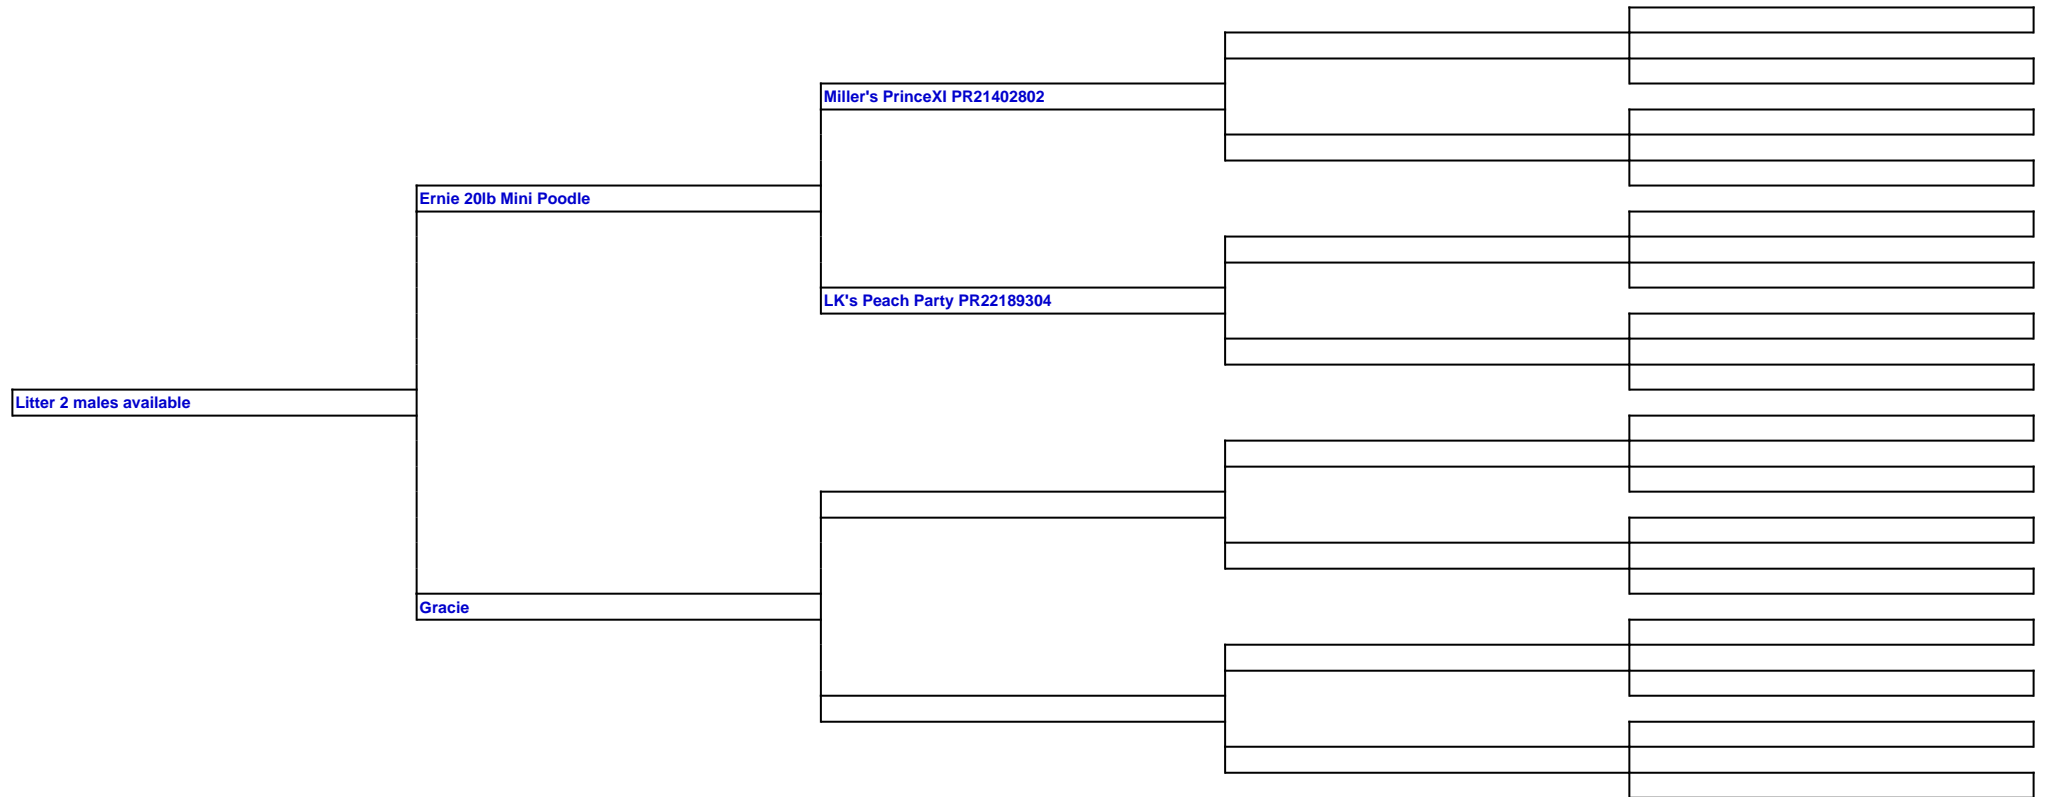 Miller's PrinceXI PR21402802
Ernie 20lb Mini Poodle
LK's Peach Party PR22189304
Litter 2 males available
Gracie